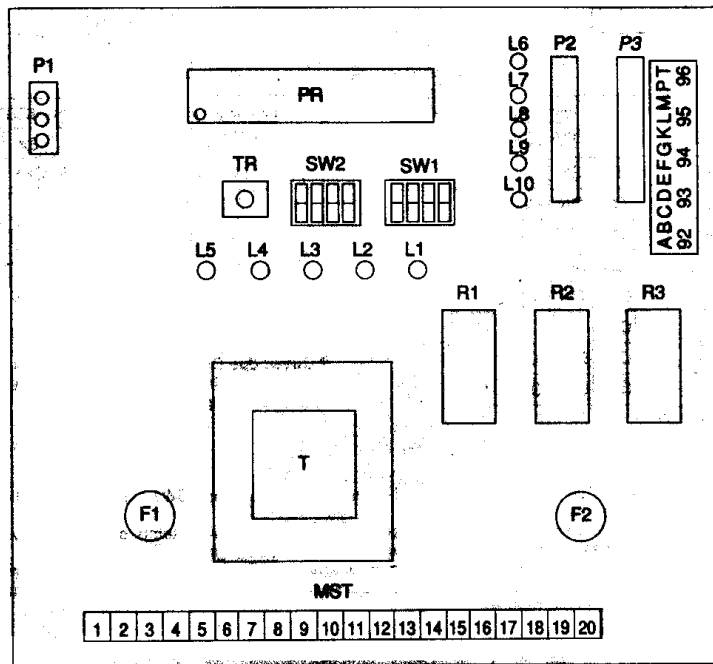 P1
PR
L6
P2
P3
L7
L8
L9
L10
ABCDEFGKLMPT
92 93 94 95 96
TR
SW2
SW1
L5 L4 L3 L2 L1
R1 R2 R3
T
F1
F2
MST
1 2 3 4 5 6 7 8 9 10 11 12 13 14 15 16 17 18 19 20